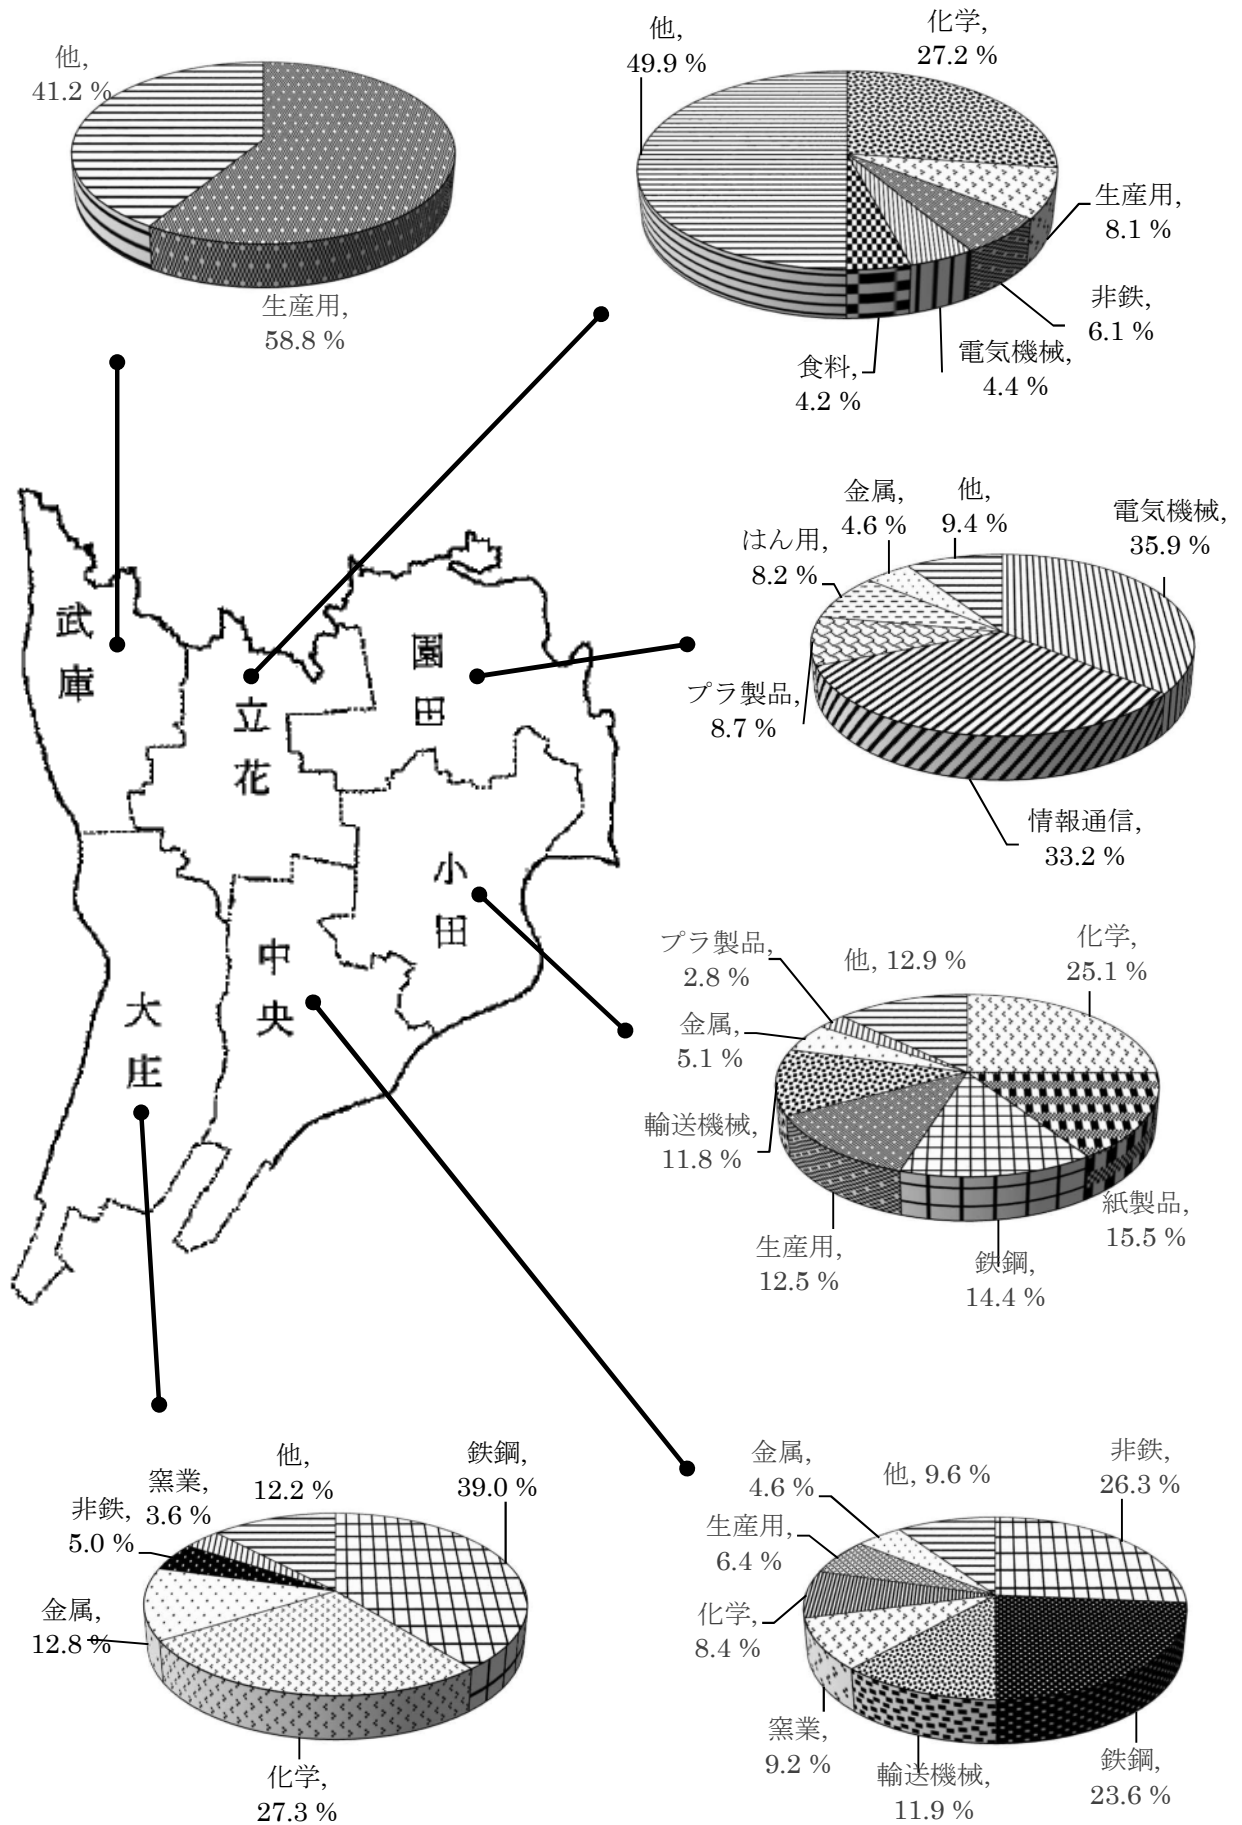 他,
41.2 %
生産用,
58.8 %
他,
49.9 %
化学,
27.2 %
生産用,
8.1 %
非鉄,
6.1 %
電気機械,
4.4 %
食料,
4.2 %
金属,
4.6 %
他,
9.4 %
電気機械,
35.9 %
はん用,
8.2 %
プラ製品,
8.7 %
情報通信,
33.2 %
武庫
立花
園田
小田
中央
大庄
プラ製品,
2.8 %
他, 12.9 %
化学,
25.1 %
金属,
5.1 %
輸送機械,
11.8 %
生産用,
12.5 %
鉄鋼,
14.4 %
紙製品,
15.5 %
他,
12.2 %
鉄鋼,
39.0 %
窯業,
3.6 %
非鉄,
5.0 %
金属,
12.8 %
化学,
27.3 %
金属,
4.6 %
他, 9.6 %
非鉄,
26.3 %
生産用,
6.4 %
化学,
8.4 %
窯業,
9.2 %
輸送機械,
11.9 %
鉄鋼,
23.6 %